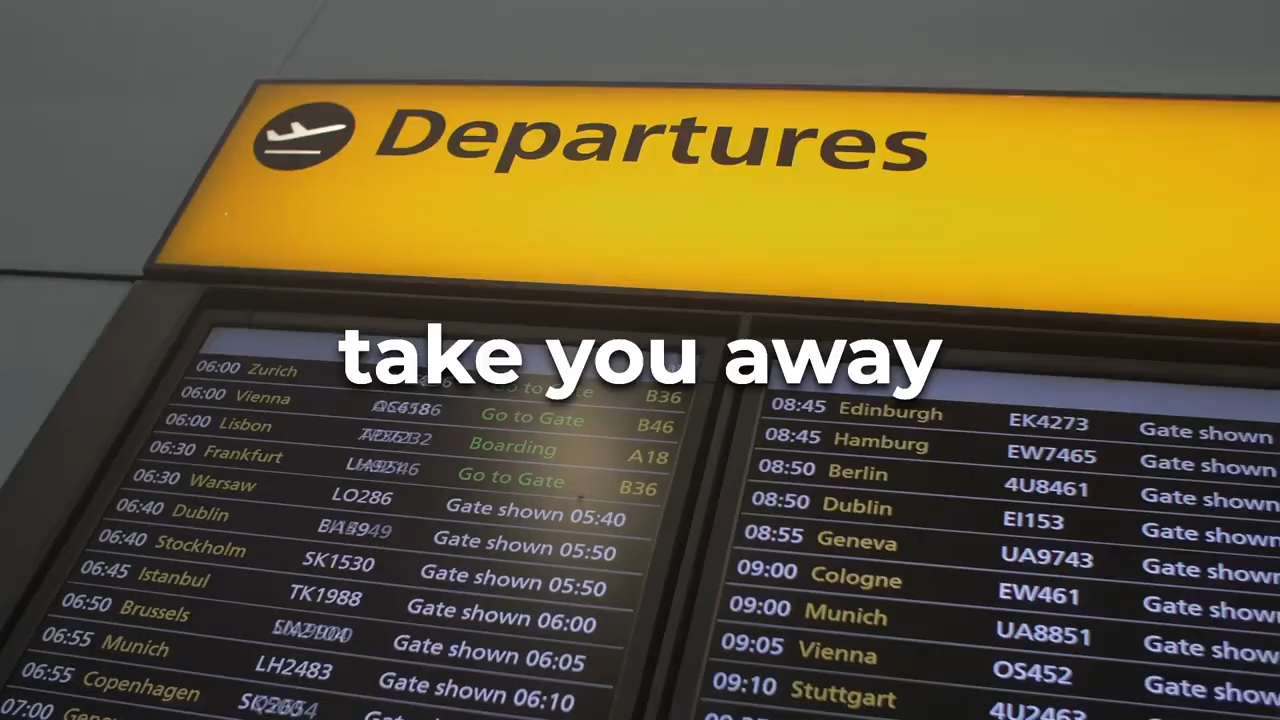 Departures
take you away
06:00 Zurich Go to Gate B36
06:00 Vienna Go to Gate B46
06:00 Lisbon Boarding A18
06:30 Frankfurt Go to Gate B36
06:30 Warsaw LO286 Gate shown 05:40
06:40 Dublin Gate shown 05:50
06:40 Stockholm SK1530 Gate shown 05:50
06:45 Istanbul TK1988 Gate shown 06:00
06:50 Brussels Gate shown 06:05
06:55 Munich LH2483 Gate shown 06:10
06:55 Copenhagen
07:00
08:45 Edinburgh EK4273 Gate shown
08:45 Hamburg EW7465 Gate shown
08:50 Berlin 4U8461 Gate shown
08:50 Dublin EI153 Gate shown
08:55 Geneva UA9743 Gate shown
09:00 Cologne EW461 Gate shown
09:00 Munich UA8851 Gate shown
09:05 Vienna OS452 Gate show
09:10 Stuttgart 4U2463 Gate show